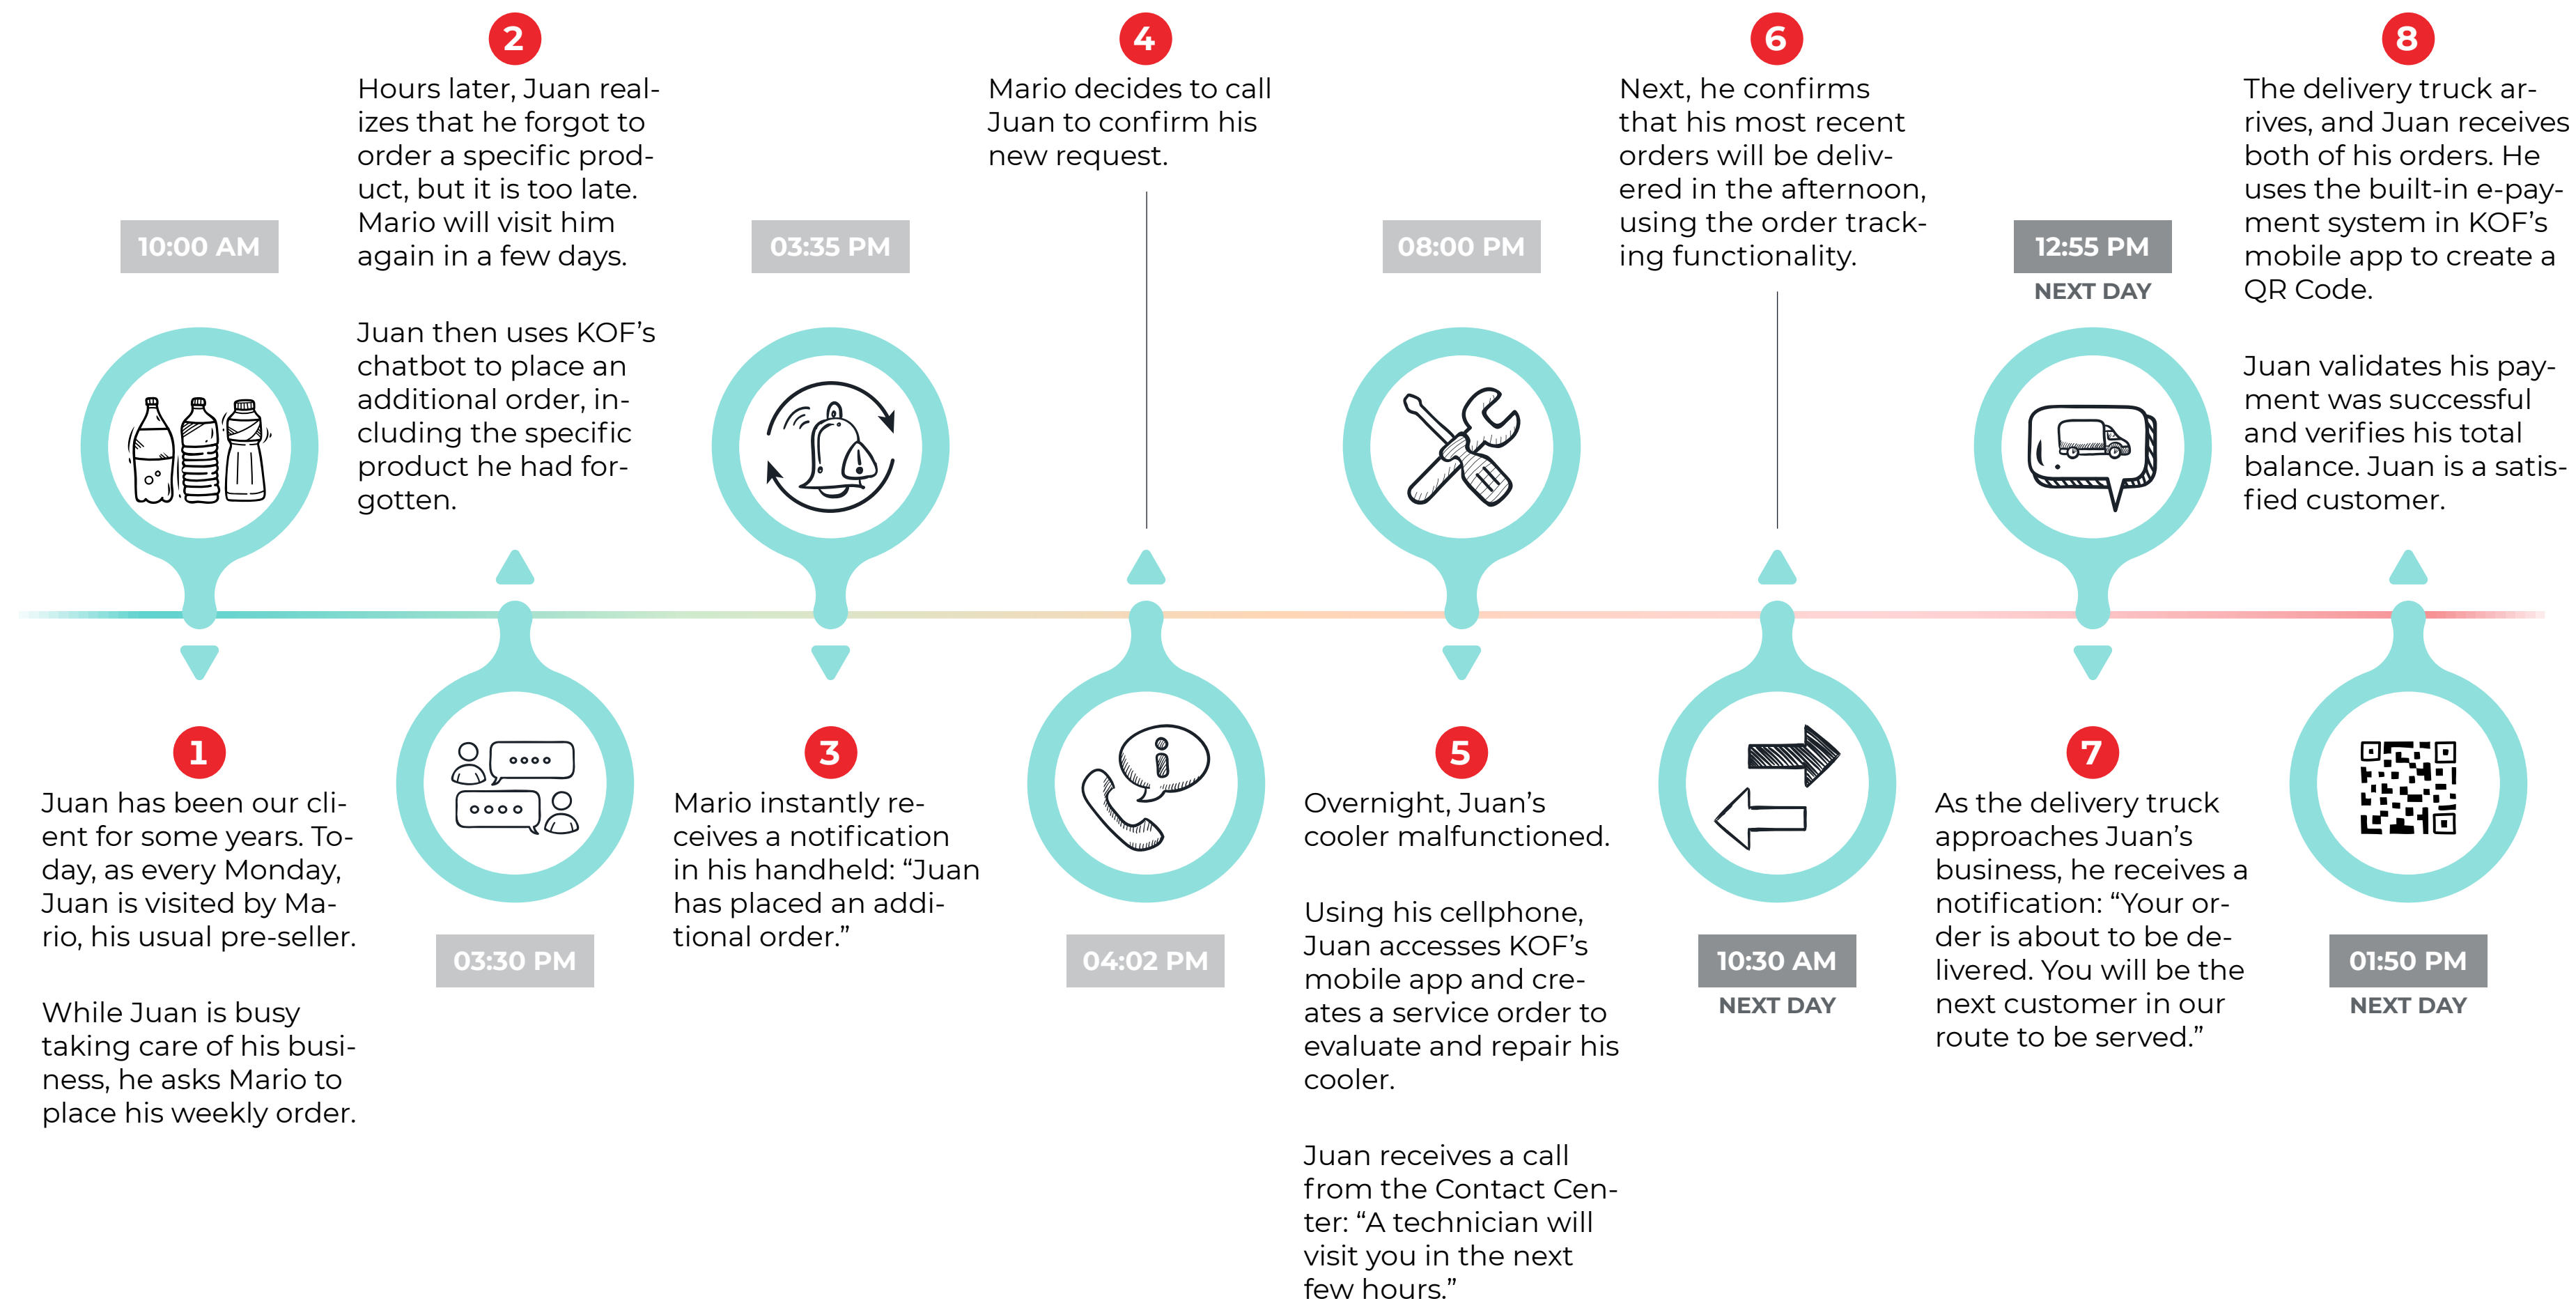 1
10:00 AM
Juan has been our cli-
ent for some years. To-
day, as every Monday,
Juan is visited by Ma-
rio, his usual pre-seller.
While Juan is busy
taking care of his busi-
ness, he asks Mario to
place his weekly order.
2
Hours later, Juan real-
izes that he forgot to
order a specific prod-
uct, but it is too late.
Mario will visit him
again in a few days.
Juan then uses KOF’s
chatbot to place an
additional order, in-
cluding the specific
product he had for-
gotten.
03:30 PM
03:35 PM
3
Mario instantly re-
ceives a notification
in his handheld: “Juan
has placed an addi-
tional order.”
4
Mario decides to call
Juan to confirm his
new request.
04:02 PM
08:00 PM
5
Overnight, Juan’s
cooler malfunctioned.
Using his cellphone,
Juan accesses KOF’s
mobile app and cre-
ates a service order to
evaluate and repair his
cooler.
Juan receives a call
from the Contact Cen-
ter: “A technician will
visit you in the next
few hours.”
6
Next, he confirms
that his most recent
orders will be deliv-
ered in the afternoon,
using the order track-
ing functionality.
10:30 AM
NEXT DAY
12:55 PM
NEXT DAY
7
As the delivery truck
approaches Juan’s
business, he receives a
notification: “Your or-
der is about to be de-
livered. You will be the
next customer in our
route to be served.”
8
The delivery truck ar-
rives, and Juan receives
both of his orders. He
uses the built-in e-pay-
ment system in KOF’s
mobile app to create a
QR Code.
Juan validates his pay-
ment was successful
and verifies his total
balance. Juan is a satis-
fied customer.
01:50 PM
NEXT DAY